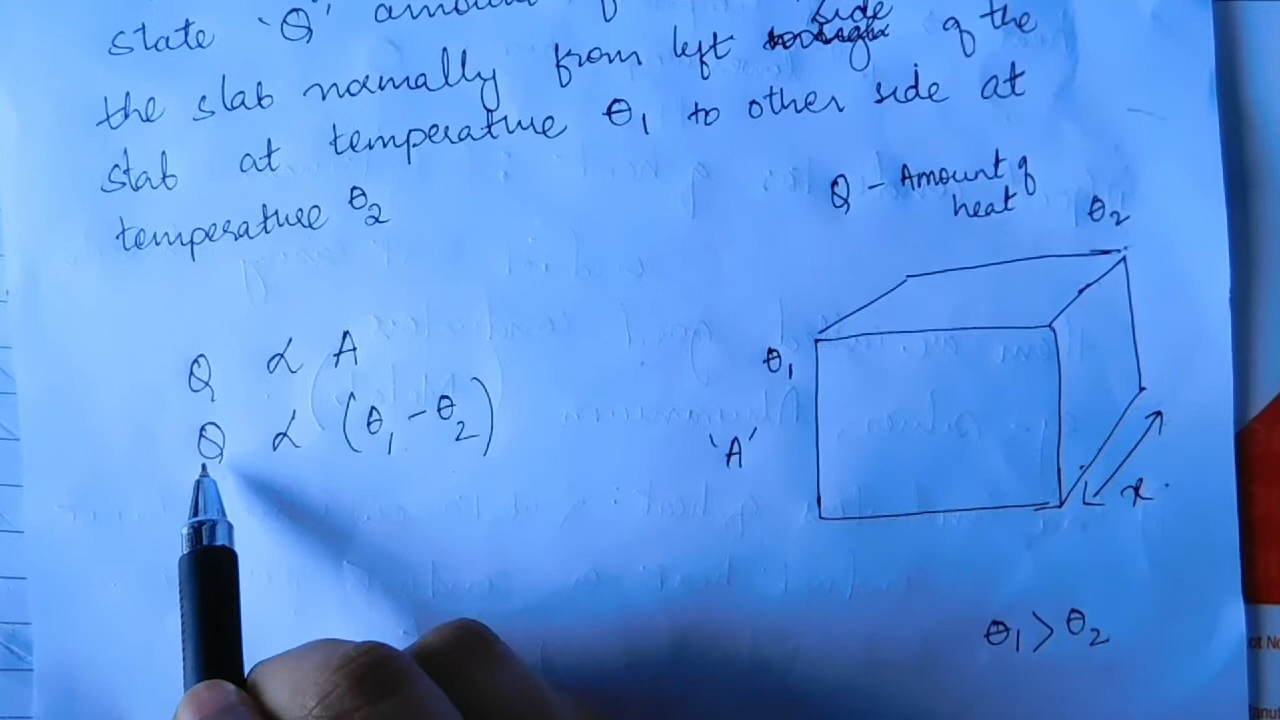 state 'Q' amount
side
the slab normally from left of the
slab at temperature θ₁ to other side at
temperature θ₂
Q – Amount of
heat
θ₂
Q α A
θ₁
Q α (θ₁ – θ₂)
'A'
x
θ₁ > θ₂